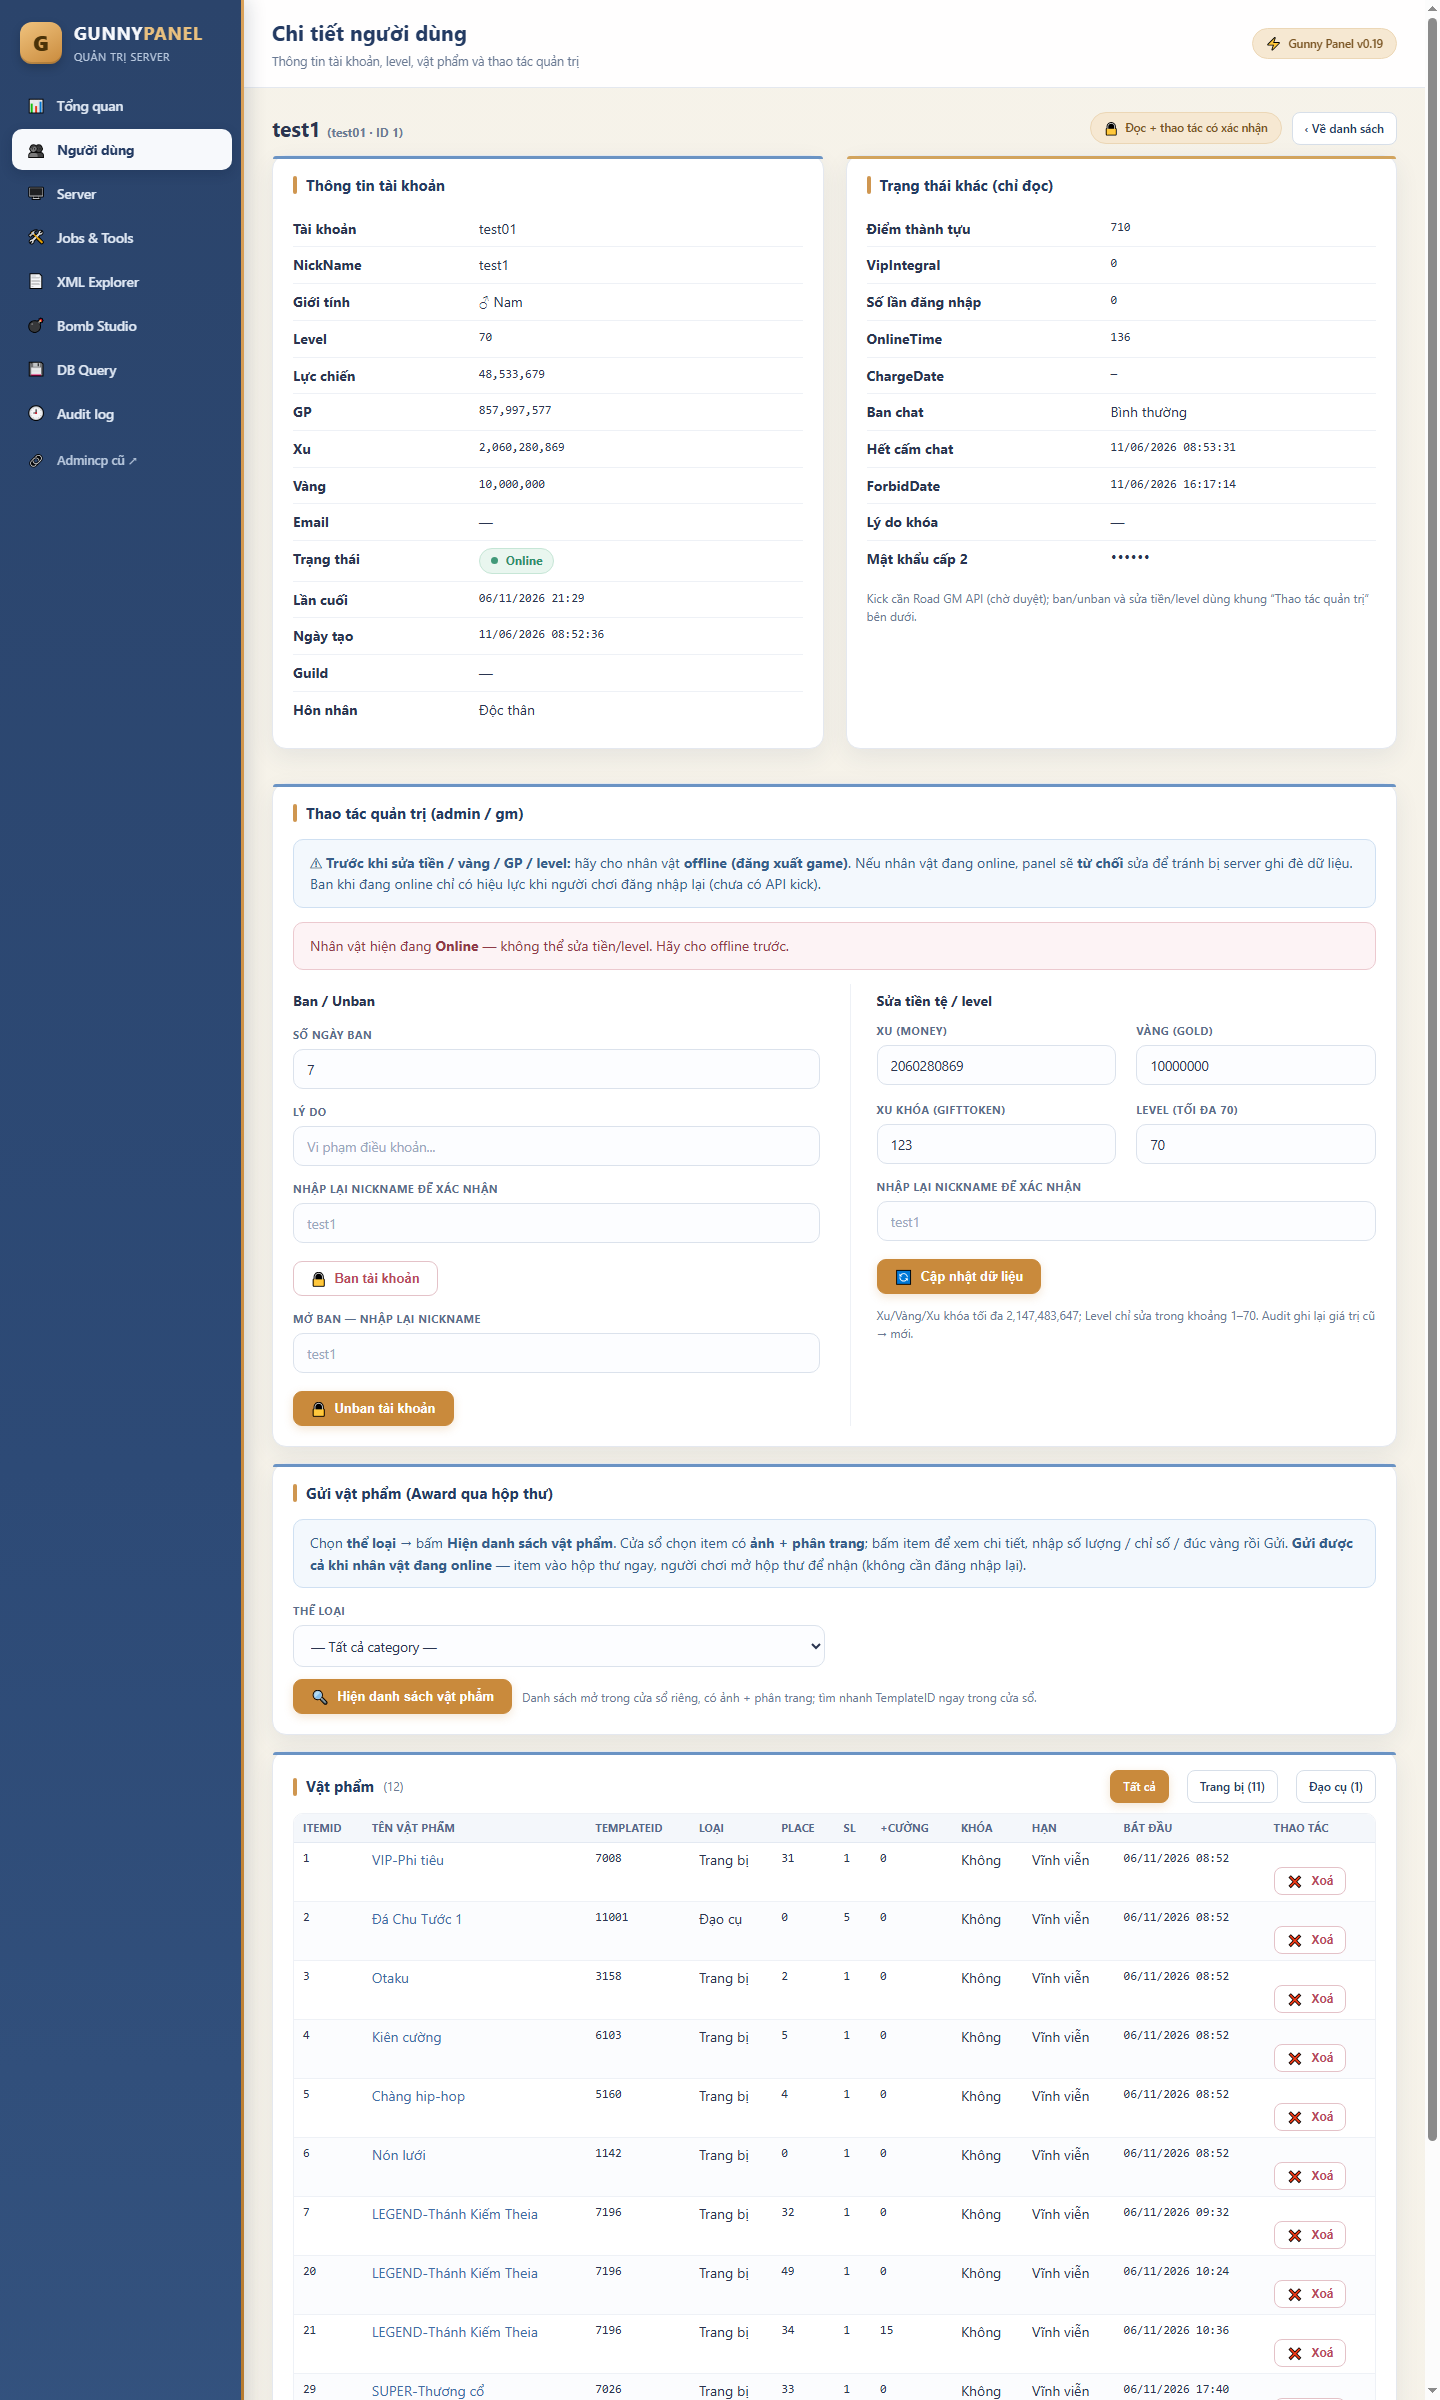 G
GUNNYPANEL
QUẢN TRỊ SERVER
Tổng quan
Người dùng
Server
Jobs & Tools
XML Explorer
Bomb Studio
DB Query
Audit log
Admincp cũ ↗
Chi tiết người dùng
Thông tin tài khoản, level, vật phẩm và thao tác quản trị
⚡ Gunny Panel v0.19
test1 (test01 · ID 1)
🔒 Đọc + thao tác có xác nhận
‹ Về danh sách
Thông tin tài khoản
Tài khoản test01
NickName test1
Giới tính ♂ Nam
Level 70
Lực chiến 48,533,679
GP 857,997,577
Xu 2,060,280,869
Vàng 10,000,000
Email —
Trạng thái ● Online
Lần cuối 06/11/2026 21:29
Ngày tạo 11/06/2026 08:52:36
Guild —
Hôn nhân Độc thân
Trạng thái khác (chỉ đọc)
Điểm thành tựu 710
VipIntegral 0
Số lần đăng nhập 0
OnlineTime 136
ChargeDate —
Ban chat Bình thường
Hết cấm chat 11/06/2026 08:53:31
ForbidDate 11/06/2026 16:17:14
Lý do khóa —
Mật khẩu cấp 2 ••••••
Kick cần Road GM API (chờ duyệt); ban/unban và sửa tiền/level dùng khung “Thao tác quản trị”
bên dưới.
Thao tác quản trị (admin / gm)
⚠ Trước khi sửa tiền / vàng / GP / level: hãy cho nhân vật offline (đăng xuất game). Nếu nhân vật đang online, panel sẽ từ chối sửa để tránh bị server ghi đè dữ liệu.
Ban khi đang online chỉ có hiệu lực khi người chơi đăng nhập lại (chưa có API kick).
Nhân vật hiện đang Online — không thể sửa tiền/level. Hãy cho offline trước.
Ban / Unban
SỐ NGÀY BAN
7
LÝ DO
Vi phạm điều khoản...
NHẬP LẠI NICKNAME ĐỂ XÁC NHẬN
test1
🔒 Ban tài khoản
MỞ BAN — NHẬP LẠI NICKNAME
test1
🔒 Unban tài khoản
Sửa tiền tệ / level
XU (MONEY) VÀNG (GOLD)
2060280869 10000000
XU KHÓA (GIFTTOKEN) LEVEL (TỐI ĐA 70)
123 70
NHẬP LẠI NICKNAME ĐỂ XÁC NHẬN
test1
🔄 Cập nhật dữ liệu
Xu/Vàng/Xu khóa tối đa 2,147,483,647; Level chỉ sửa trong khoảng 1–70. Audit ghi lại giá trị cũ
→ mới.
Gửi vật phẩm (Award qua hộp thư)
Chọn thể loại → bấm Hiện danh sách vật phẩm. Cửa sổ chọn item có ảnh + phân trang; bấm item để xem chi tiết, nhập số lượng / chỉ số / đúc vàng rồi Gửi. Gửi được
cả khi nhân vật đang online — item vào hộp thư ngay, người chơi mở hộp thư để nhận (không cần đăng nhập lại).
THỂ LOẠI
— Tất cả category —
🔍 Hiện danh sách vật phẩm Danh sách mở trong cửa sổ riêng, có ảnh + phân trang; tìm nhanh TemplateID ngay trong cửa sổ.
Vật phẩm (12) Tất cả Trang bị (11) Đạo cụ (1)
ITEMID TÊN VẬT PHẨM TEMPLATEID LOẠI PLACE SL +CƯỜNG KHÓA HẠN BẮT ĐẦU THAO TÁC
1 VIP-Phi tiêu 7008 Trang bị 31 1 0 Không Vĩnh viễn 06/11/2026 08:52
❌ Xoá
2 Đá Chu Tước 1 11001 Đạo cụ 0 5 0 Không Vĩnh viễn 06/11/2026 08:52
❌ Xoá
3 Otaku 3158 Trang bị 2 1 0 Không Vĩnh viễn 06/11/2026 08:52
❌ Xoá
4 Kiên cường 6103 Trang bị 5 1 0 Không Vĩnh viễn 06/11/2026 08:52
❌ Xoá
5 Chàng hip-hop 5160 Trang bị 4 1 0 Không Vĩnh viễn 06/11/2026 08:52
❌ Xoá
6 Nón lưới 1142 Trang bị 0 1 0 Không Vĩnh viễn 06/11/2026 08:52
❌ Xoá
7 LEGEND-Thánh Kiếm Theia 7196 Trang bị 32 1 0 Không Vĩnh viễn 06/11/2026 09:32
❌ Xoá
20 LEGEND-Thánh Kiếm Theia 7196 Trang bị 49 1 0 Không Vĩnh viễn 06/11/2026 10:24
❌ Xoá
21 LEGEND-Thánh Kiếm Theia 7196 Trang bị 34 1 15 Không Vĩnh viễn 06/11/2026 10:36
❌ Xoá
29 SUPER-Thương cổ 7026 Trang bị 33 1 0 Không Vĩnh viễn 06/11/2026 17:40